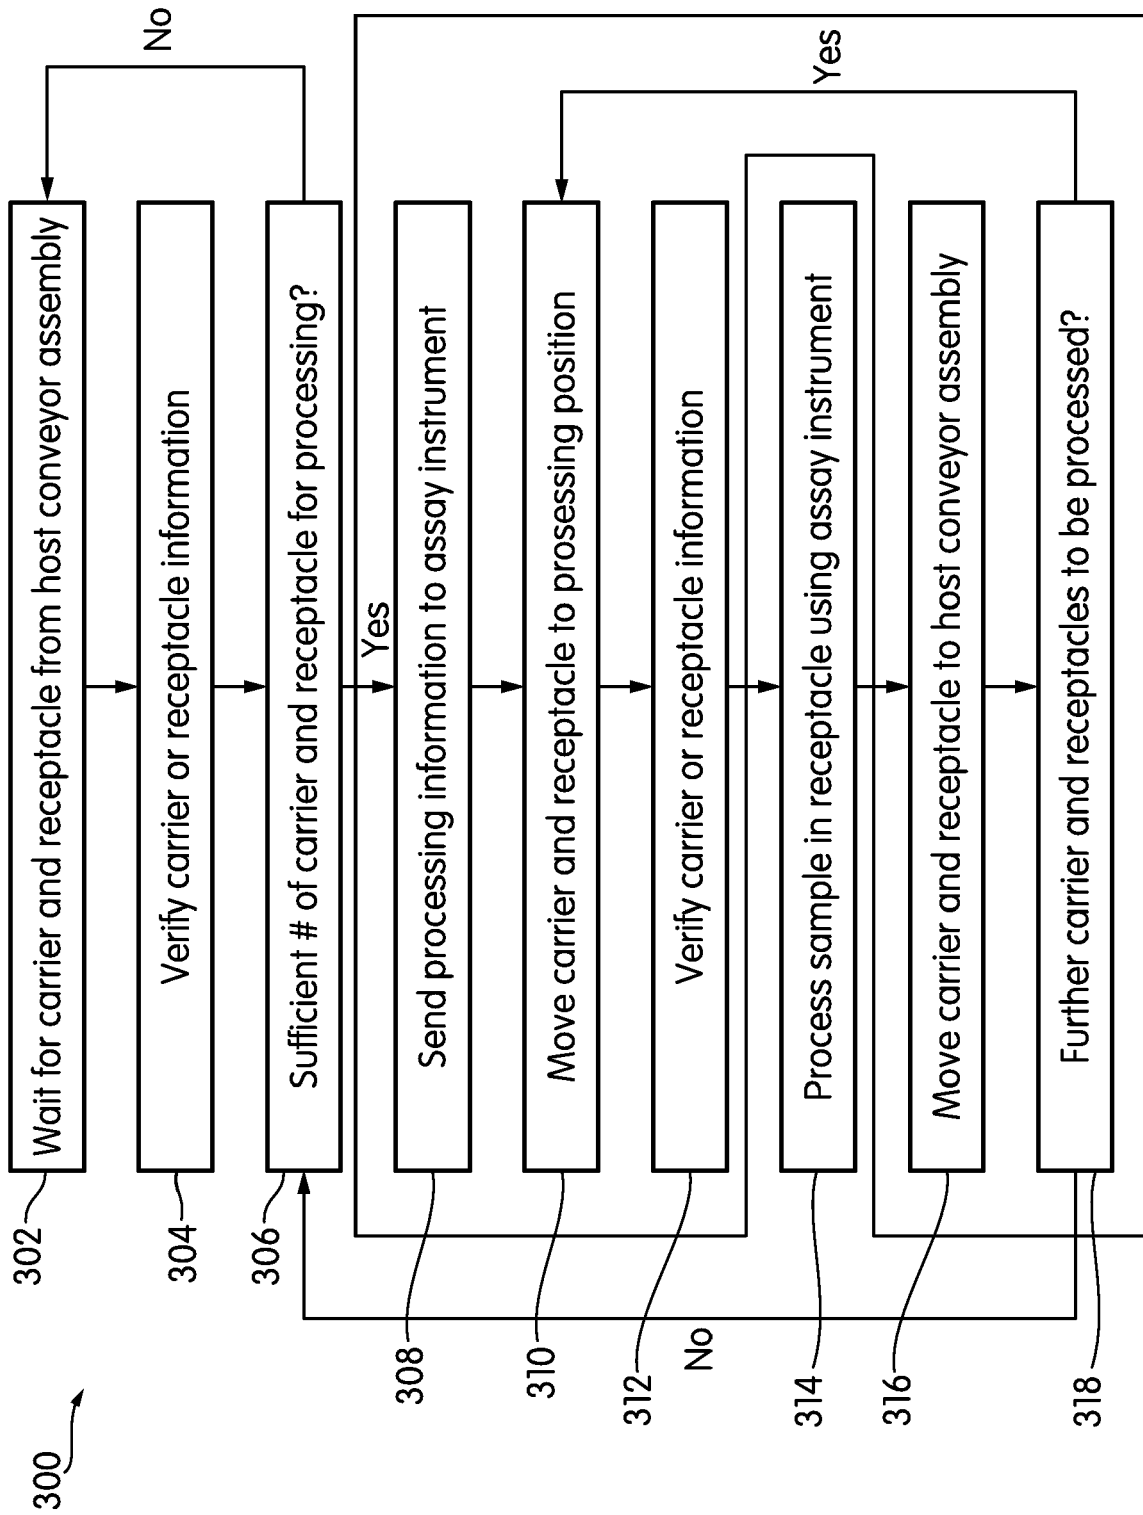 300
302
Wait for carrier and receptacle from host conveyor assembly
No
304
Verify carrier or receptacle information
306
Sufficient # of carrier and receptacle for processing?
Yes
308
Send processing information to assay instrument
310
Move carrier and receptacle to prosessing position
312
Verify carrier or receptacle information
No
Yes
314
Process sample in receptacle using assay instrument
316
Move carrier and receptacle to host conveyor assembly
318
Further carrier and receptacles to be processed?